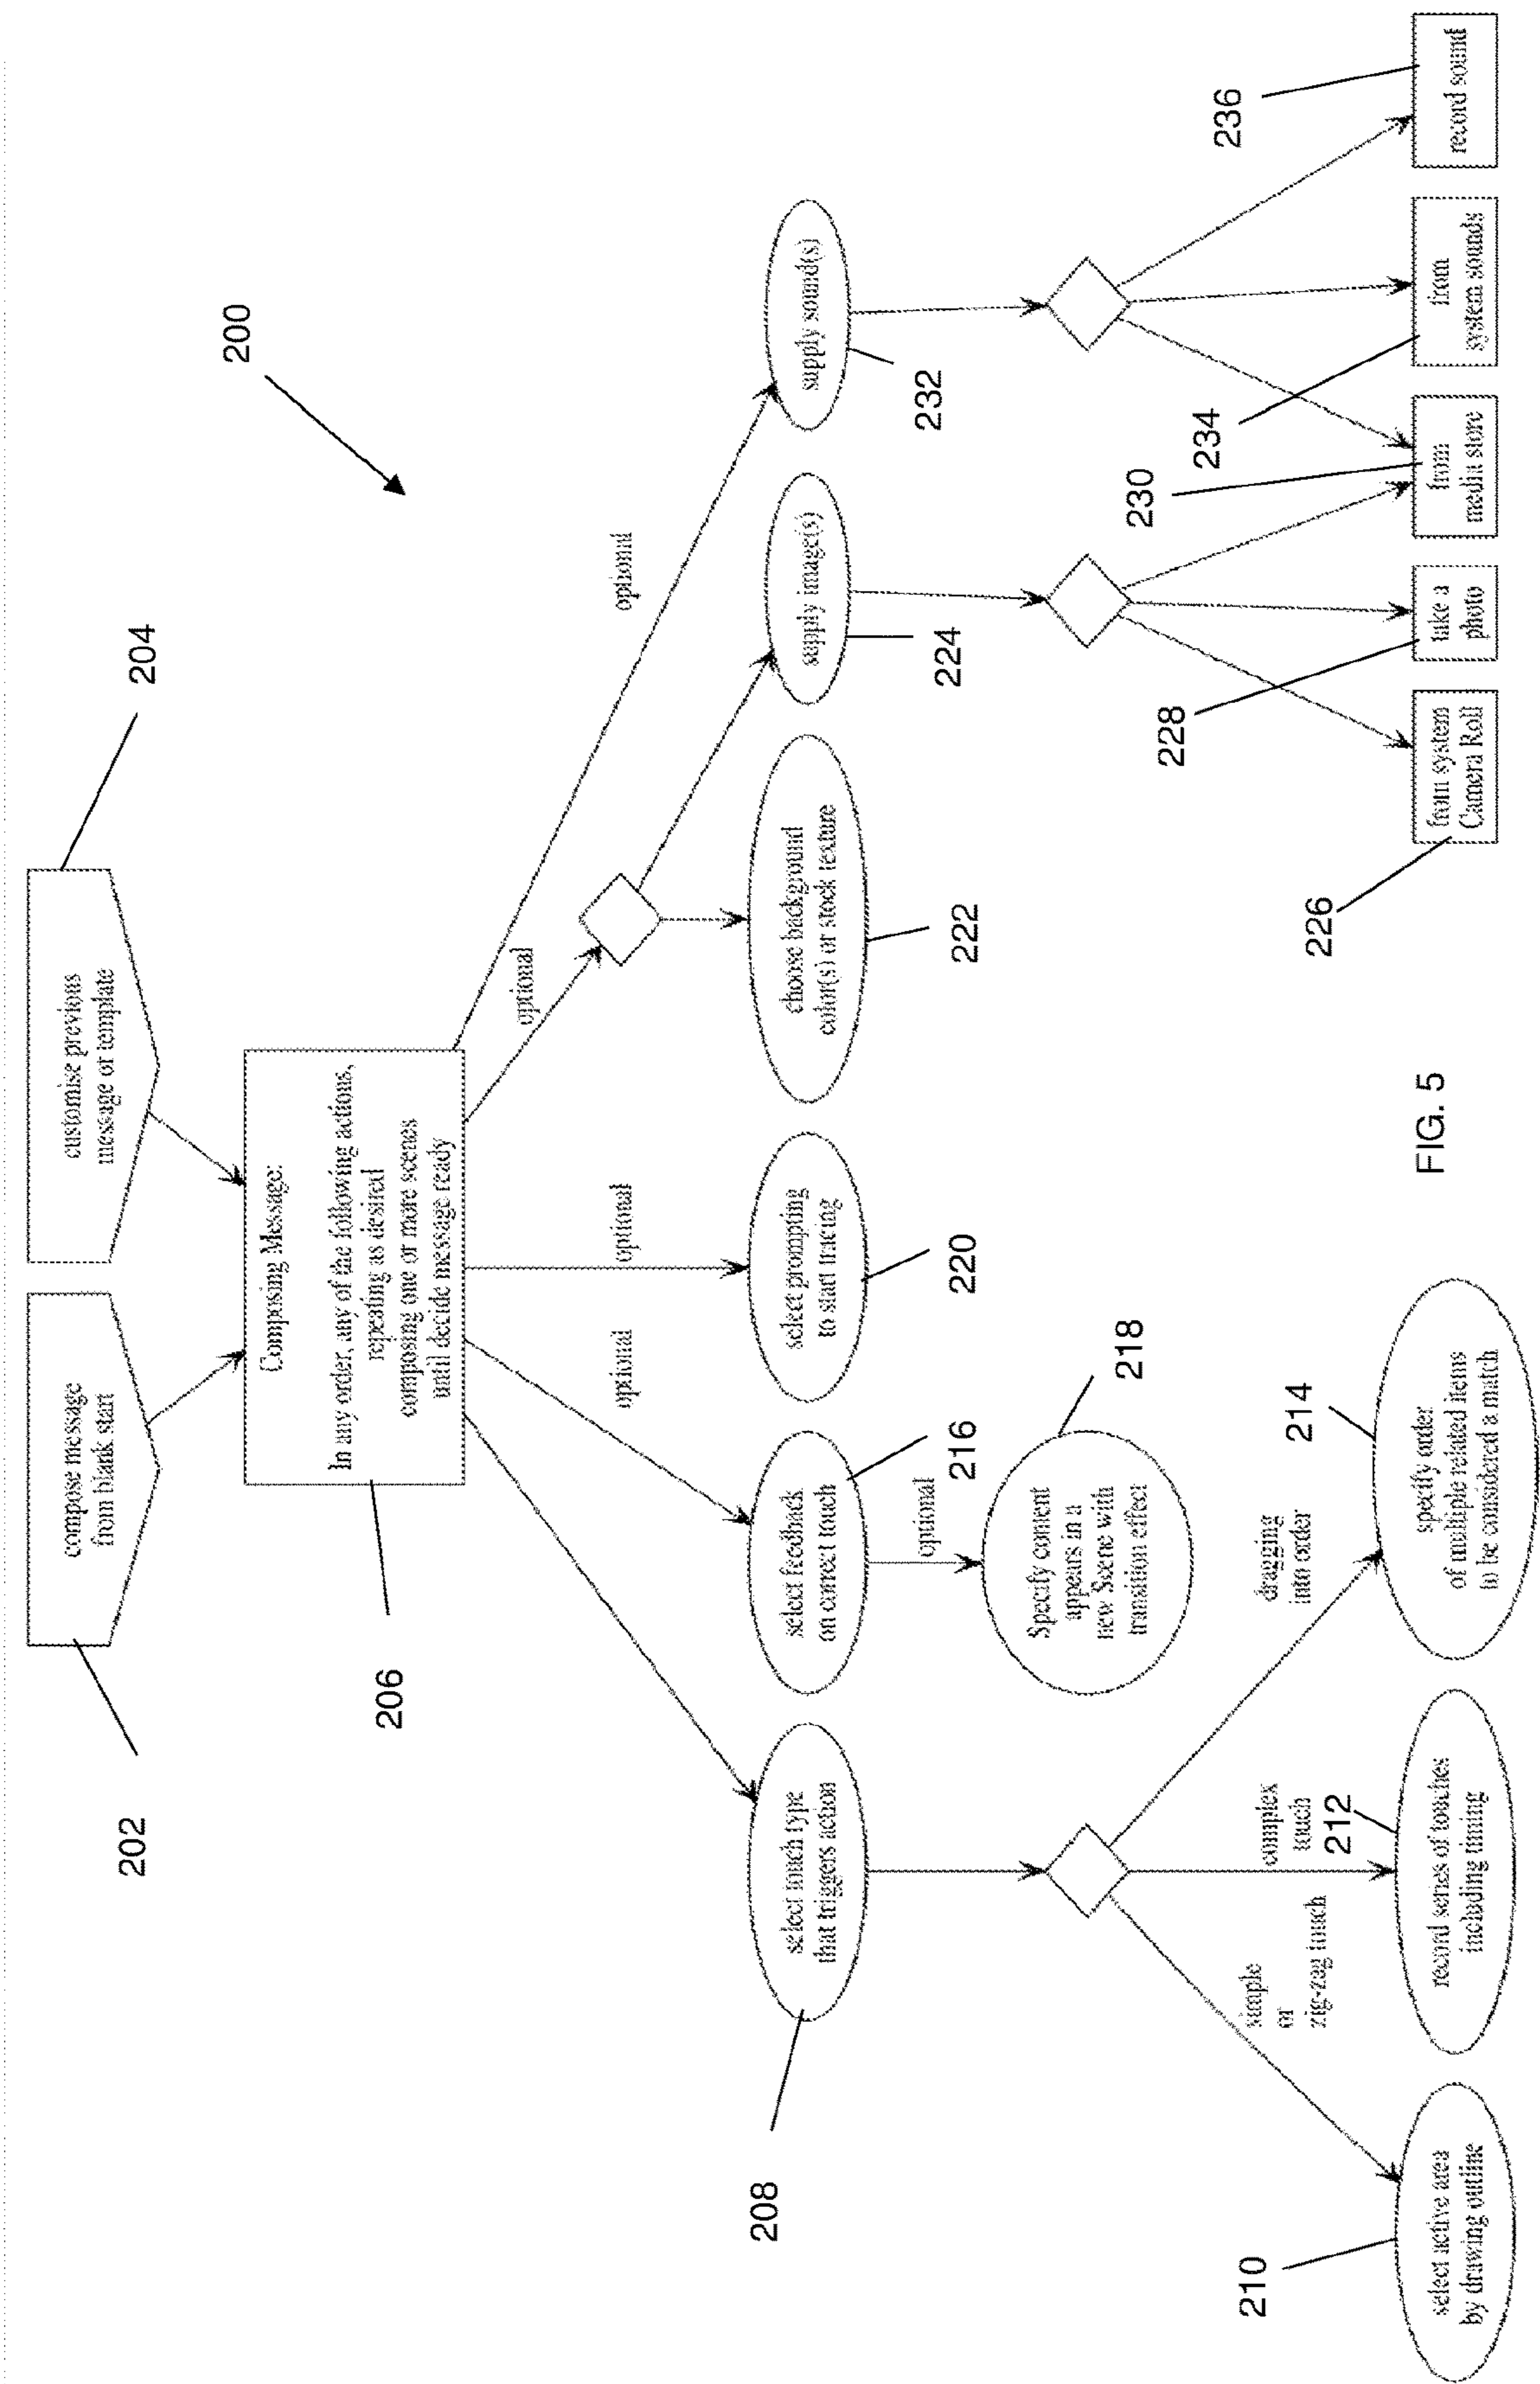 200
202
compose message
from blank start
204
customise previous
message or template
206
Composing Message:
In any order, any of the following actions,
repeating as desired
composing one or more scenes
until decide message ready
optional
optional
optional
optional
208
select touch type
that triggers action
216
select feedback
on correct touch
220
select prompting
to start tracing
222
choose background
color(s) or stock texture
224
supply image(s)
232
supply sound(s)
optional
218
Specify content
appears in a
new Scene with
transition effect
simple
or
zig-zag touch
complex
touch
dragging
into order
210
select active area
by drawing outline
212
record series of touches
including timing
214
specify order
of multiple related items
to be considered a match
226
from system
Camera Roll
228
take a
photo
230
from
media store
234
from
system sounds
236
record sound
FIG. 5